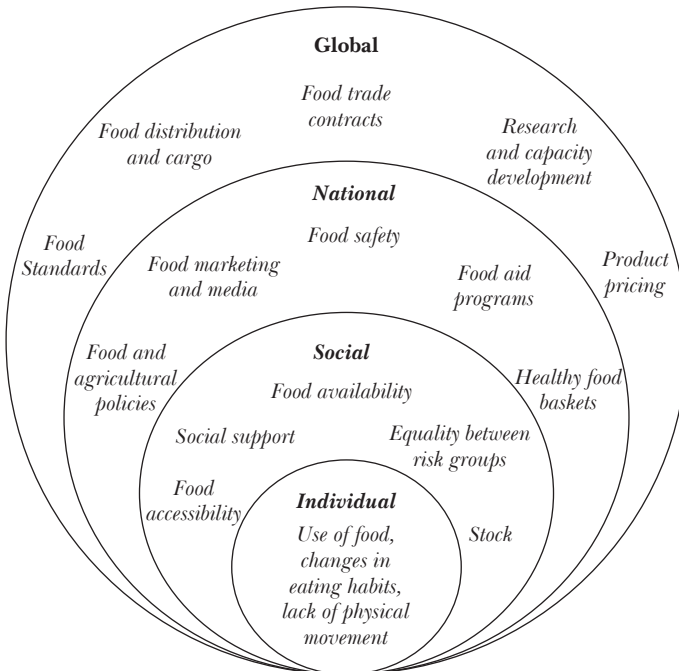 Global
Food trade
contracts
Food distribution
and cargo
Research
and capacity
development
Food
Standards
Product
pricing
National
Food safety
Food marketing
and media
Food aid
programs
Food and
agricultural
policies
Healthy food
baskets
Social
Food availability
Social support
Equality between
risk groups
Food
accessibility
Stock
Individual
Use of food,
changes in
eating habits,
lack of physical
movement